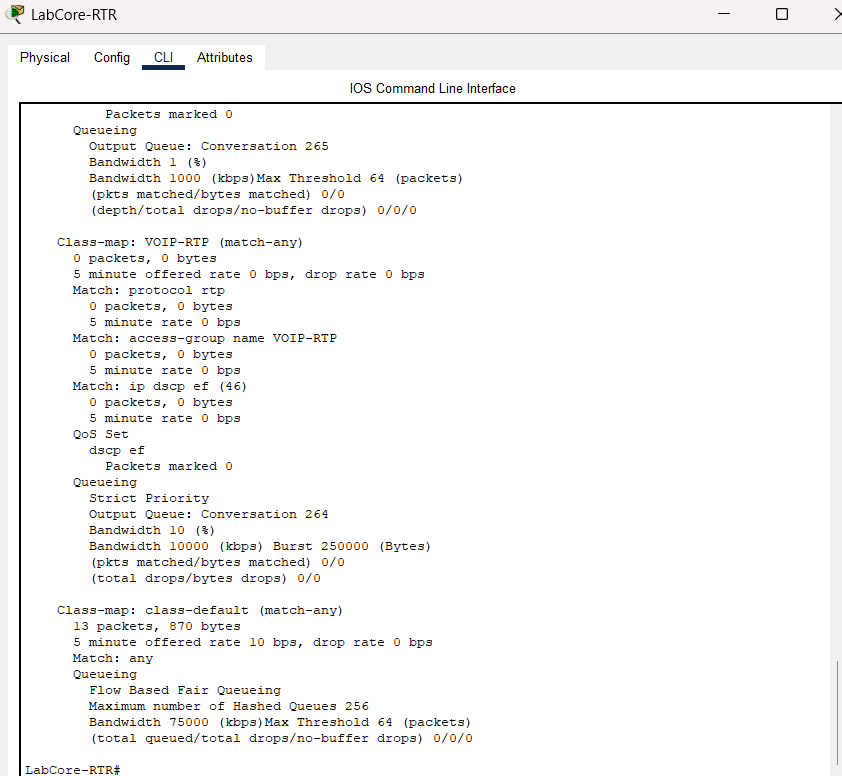 LabCore-RTR
Physical Config CLI Attributes
IOS Command Line Interface
Packets marked 0
Queueing
Output Queue: Conversation 265
Bandwidth 1 (%)
Bandwidth 1000 (kbps)Max Threshold 64 (packets)
(pkts matched/bytes matched) 0/0
(depth/total drops/no-buffer drops) 0/0/0
Class-map: VOIP-RTP (match-any)
0 packets, 0 bytes
5 minute offered rate 0 bps, drop rate 0 bps
Match: protocol rtp
0 packets, 0 bytes
5 minute rate 0 bps
Match: access-group name VOIP-RTP
0 packets, 0 bytes
5 minute rate 0 bps
Match: ip dscp ef (46)
0 packets, 0 bytes
5 minute rate 0 bps
QoS Set
dscp ef
Packets marked 0
Queueing
Strict Priority
Output Queue: Conversation 264
Bandwidth 10 (%)
Bandwidth 10000 (kbps) Burst 250000 (Bytes)
(pkts matched/bytes matched) 0/0
(total drops/bytes drops) 0/0
Class-map: class-default (match-any)
13 packets, 870 bytes
5 minute offered rate 10 bps, drop rate 0 bps
Match: any
Queueing
Flow Based Fair Queueing
Maximum number of Hashed Queues 256
Bandwidth 75000 (kbps)Max Threshold 64 (packets)
(total queued/total drops/no-buffer drops) 0/0/0
LabCore-RTR#